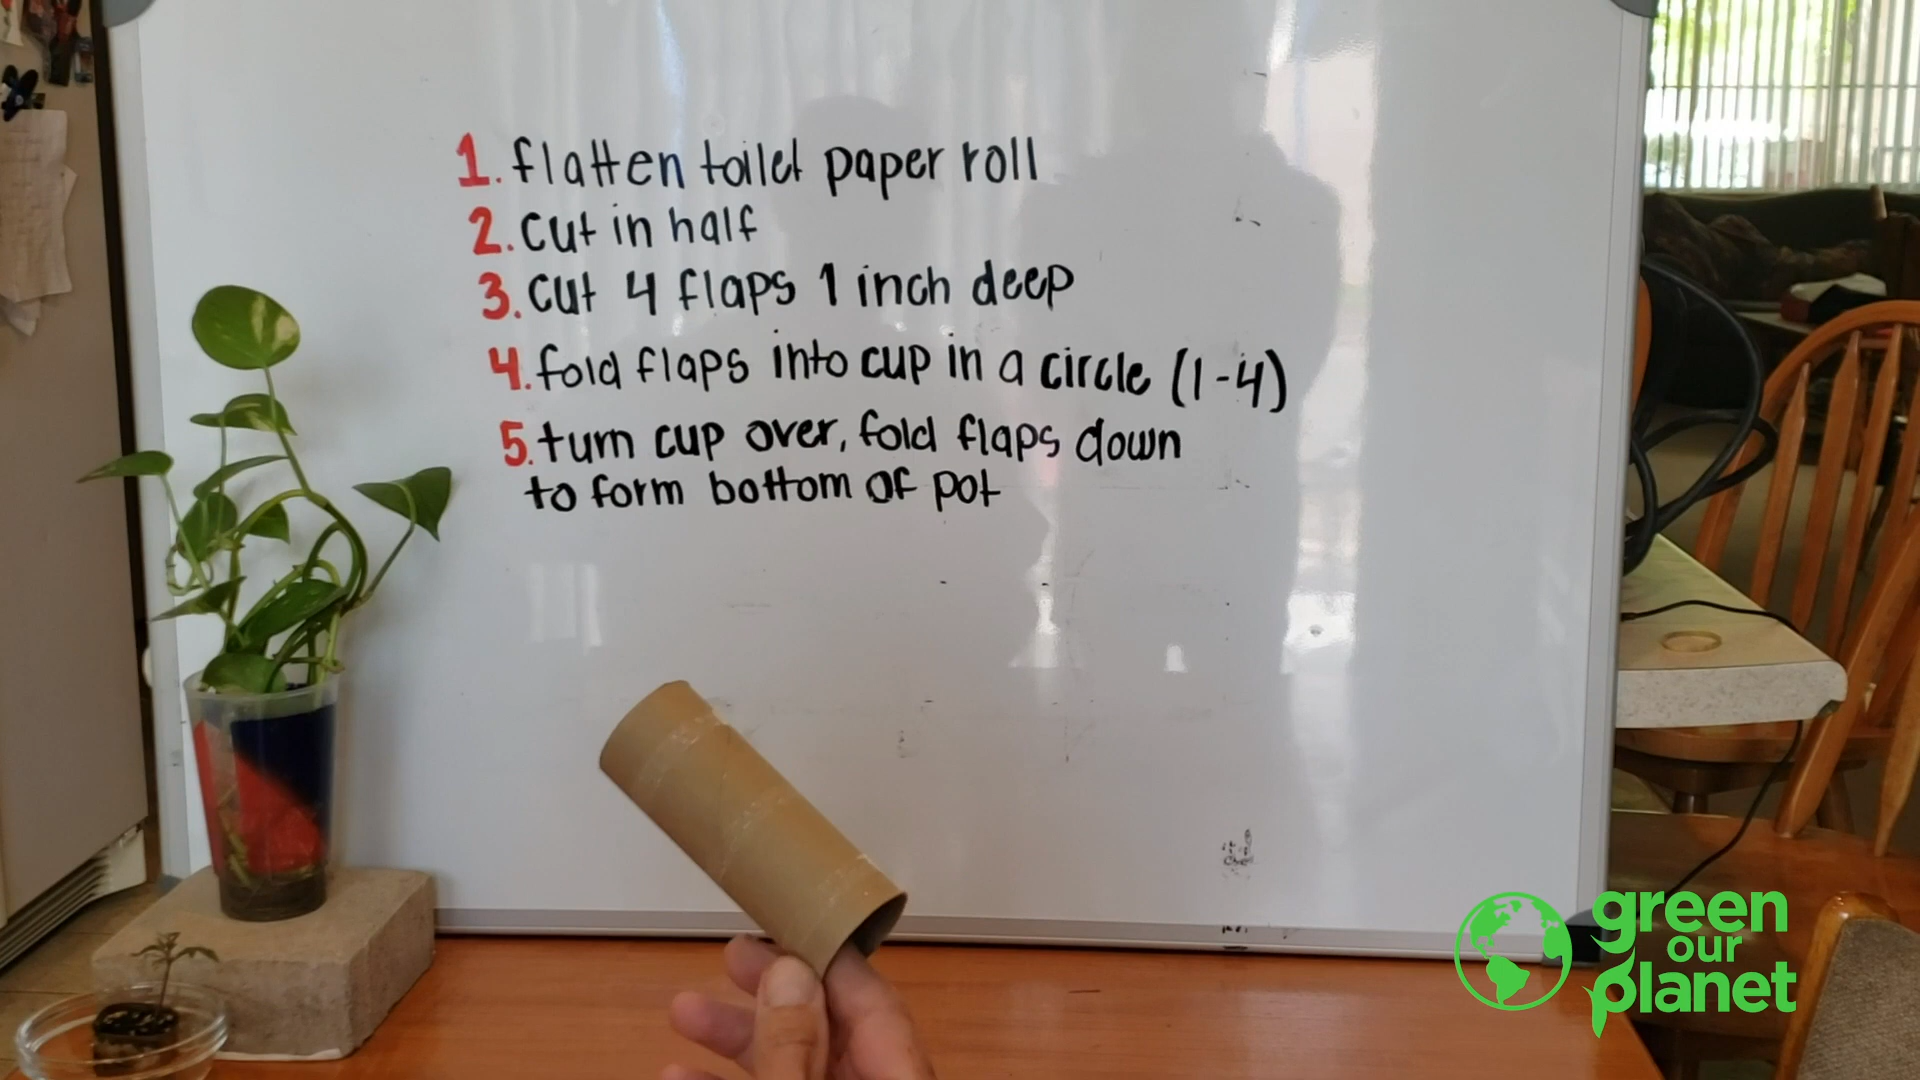 1. flatten toilet paper roll
2. cut in half
3. cut 4 flaps 1 inch deep
4. fold flaps into cup in a circle (1-4)
5. turn cup over, fold flaps down
to form bottom of pot
green
our
planet